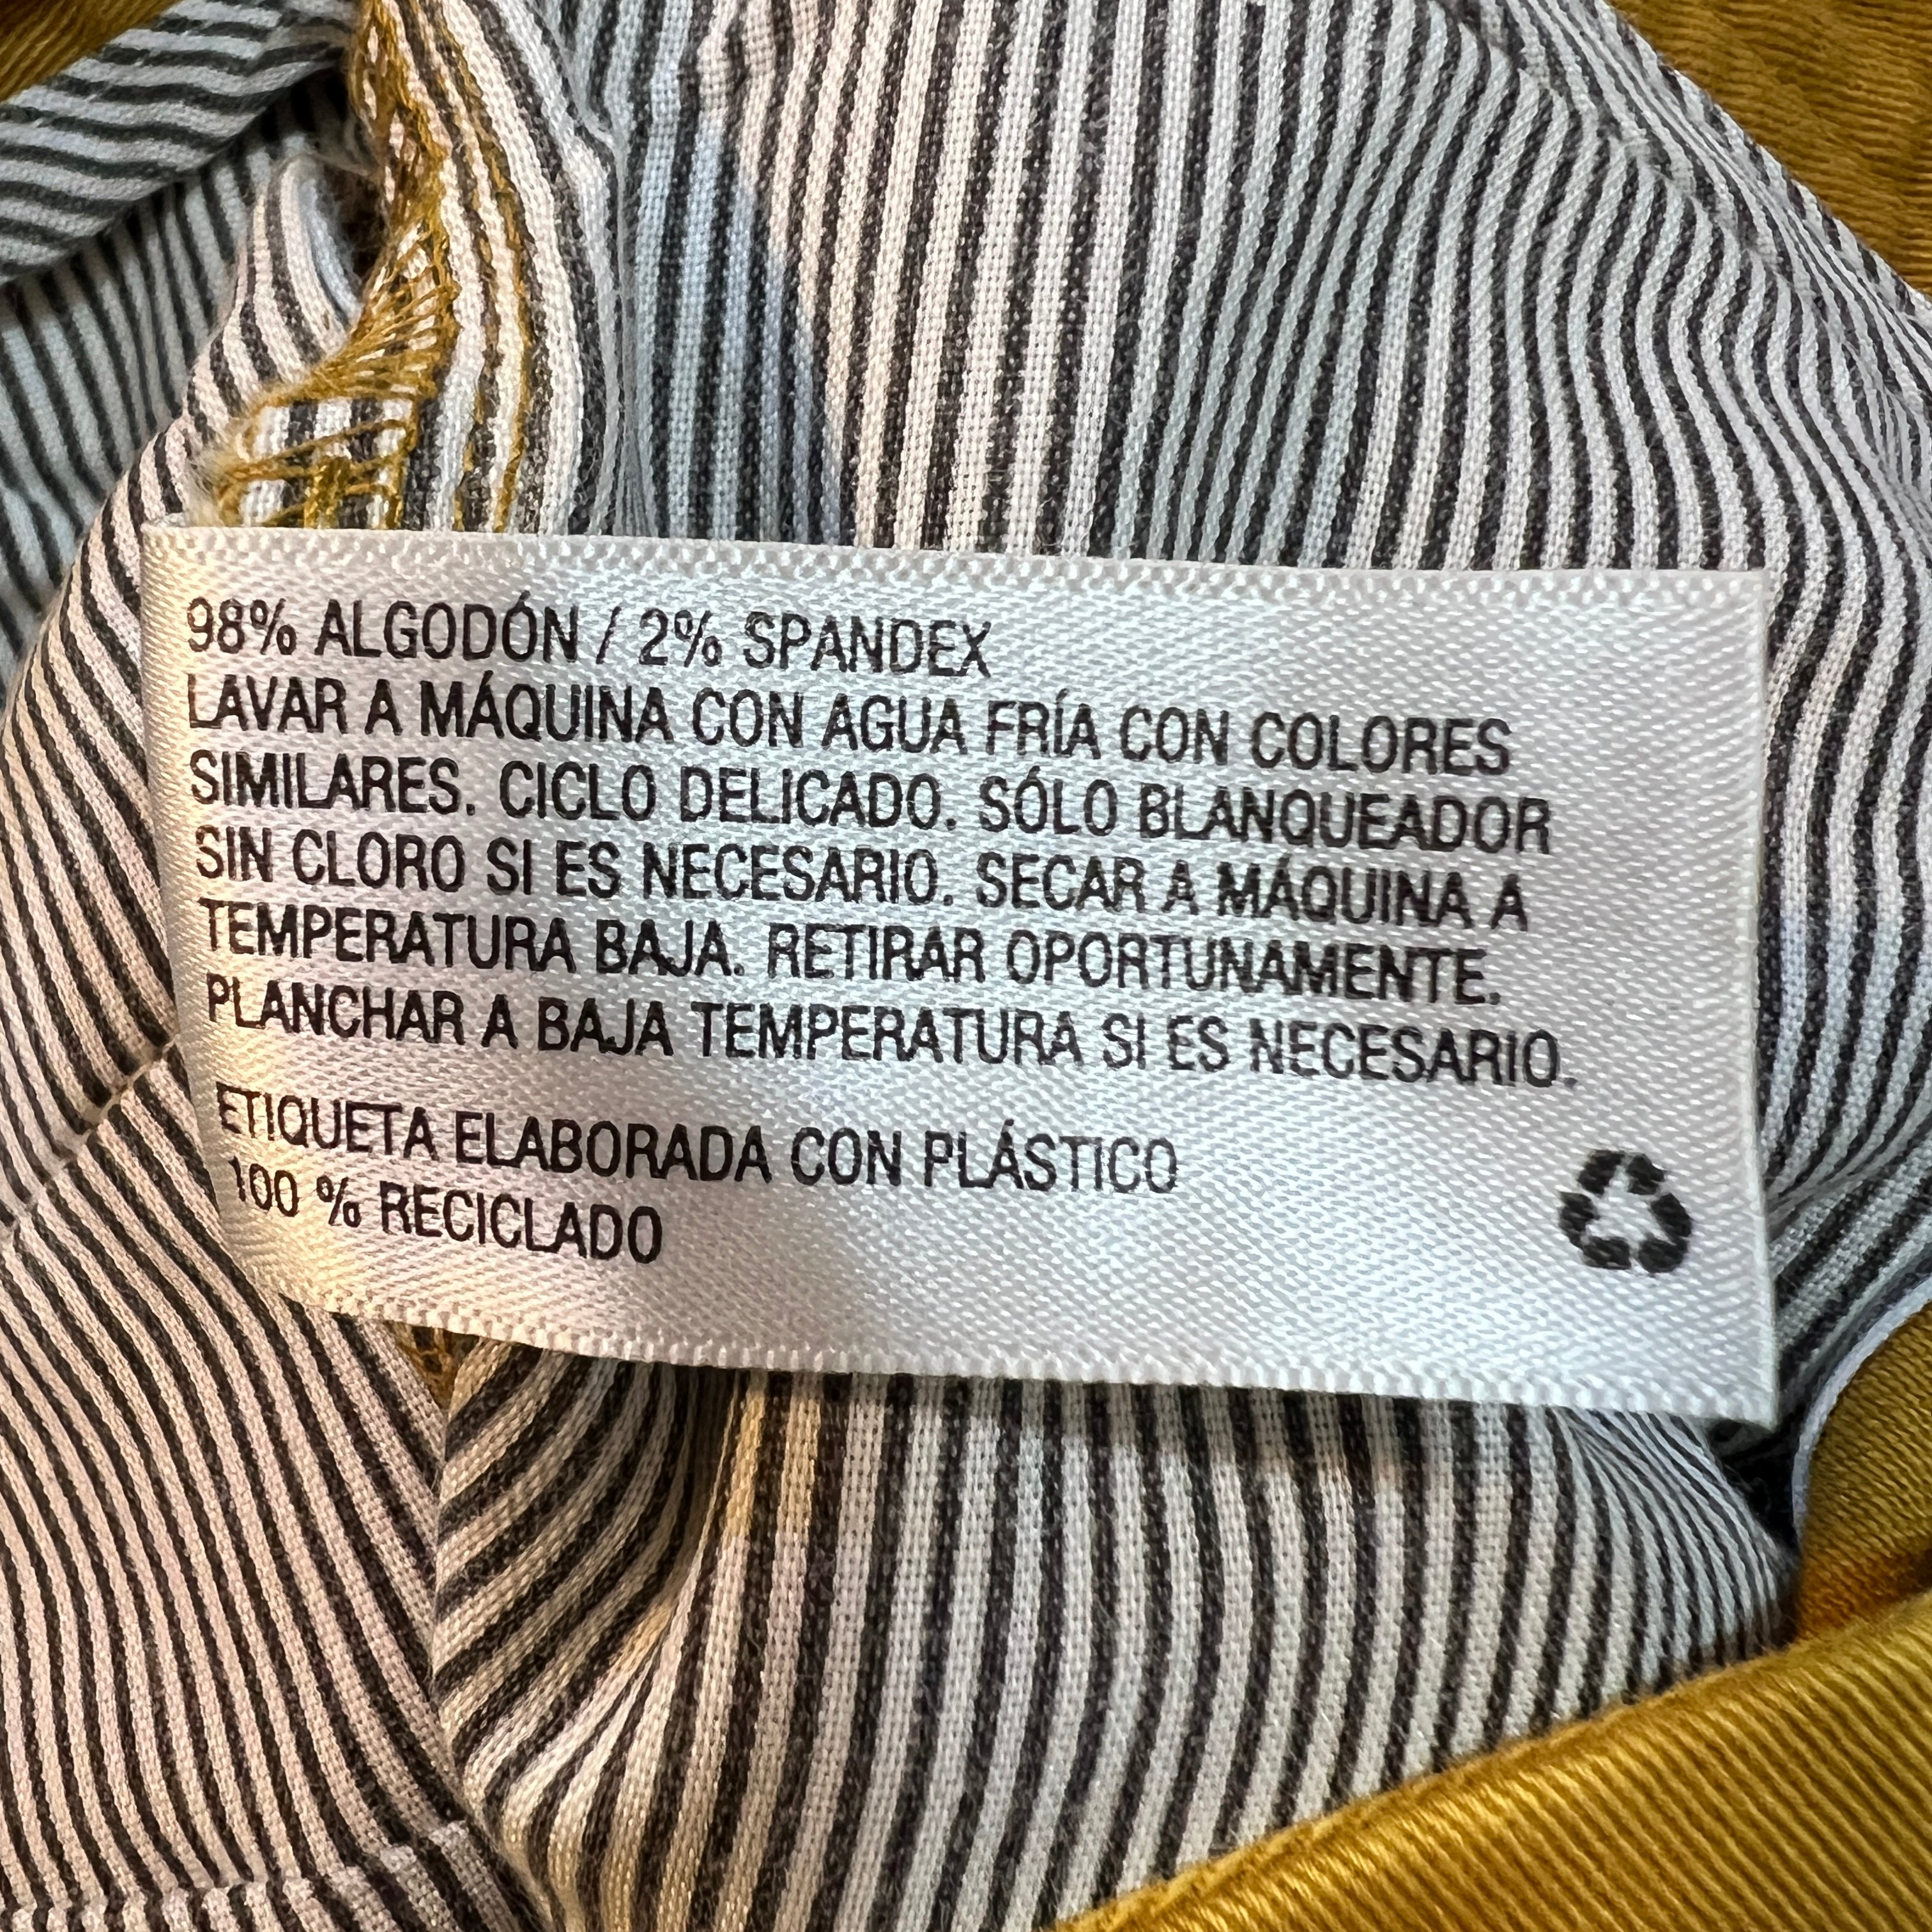 98% ALGODÓN / 2% SPANDEX
LAVAR A MÁQUINA CON AGUA FRÍA CON COLORES
SIMILARES. CICLO DELICADO. SÓLO BLANQUEADOR
SIN CLORO SI ES NECESARIO. SECAR A MÁQUINA A
TEMPERATURA BAJA. RETIRAR OPORTUNAMENTE.
PLANCHAR A BAJA TEMPERATURA SI ES NECESARIO.
ETIQUETA ELABORADA CON PLÁSTICO
100 % RECICLADO